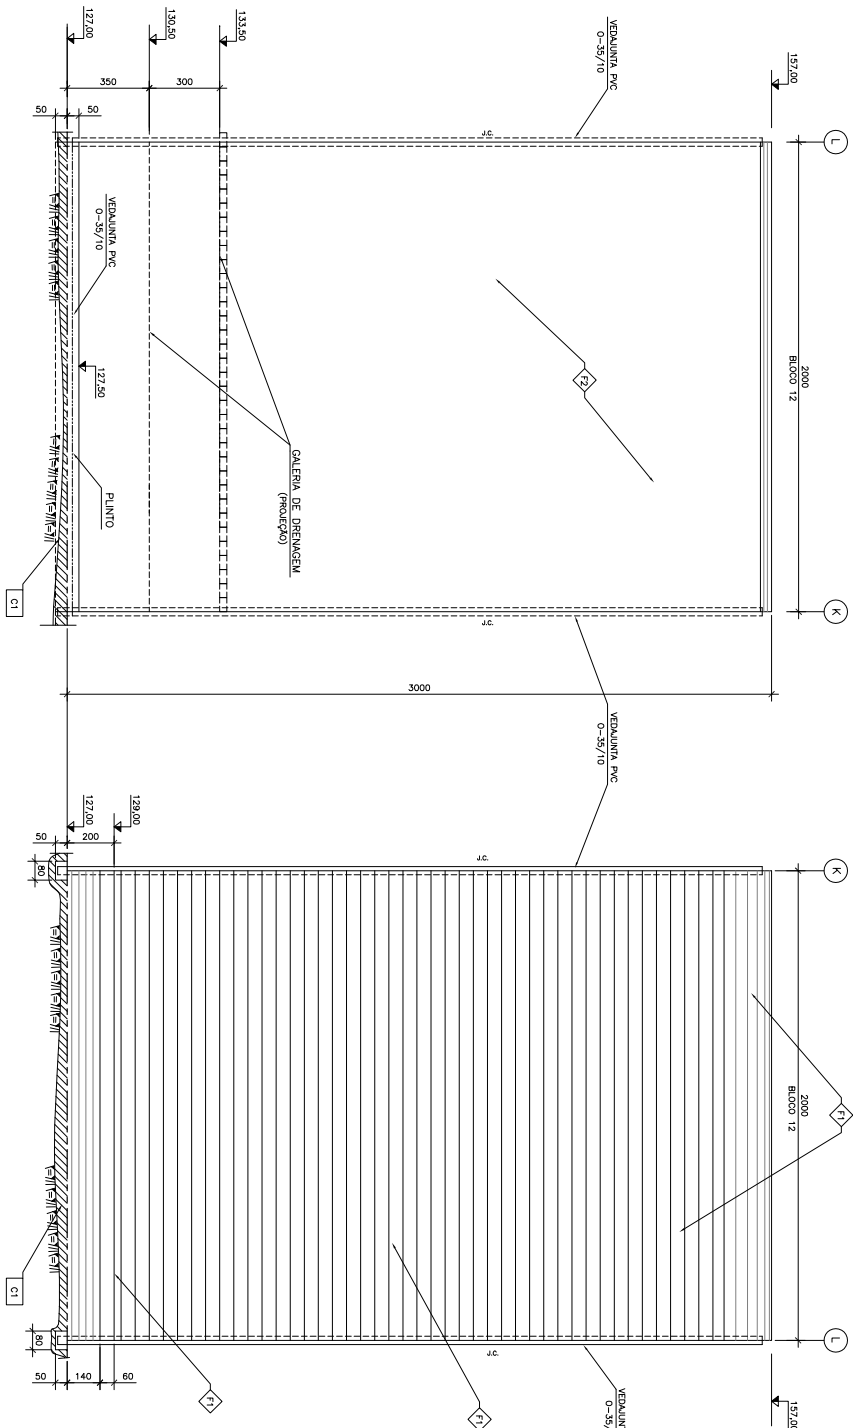 127,00
130,50
133,50
VEDAJUNTA PVC
O-35/10
157,00
L
350
300
50
50
J.C.
2000
BLOCO 12
VEDAJUNTA PVC
O-35/10
127,50
F2
GALERIA DE DRENAGEM
(PROJEÇÃO)
PLINTO
C1
J.C.
K
3000
VEDAJUNTA PVC
O-35/10
127,00
129,00
50
200
80
J.C.
K
2000
BLOCO 12
F1
C1
80
J.C.
L
50
140
60
F1
F1
VEDAJUN
O-35/
157,00